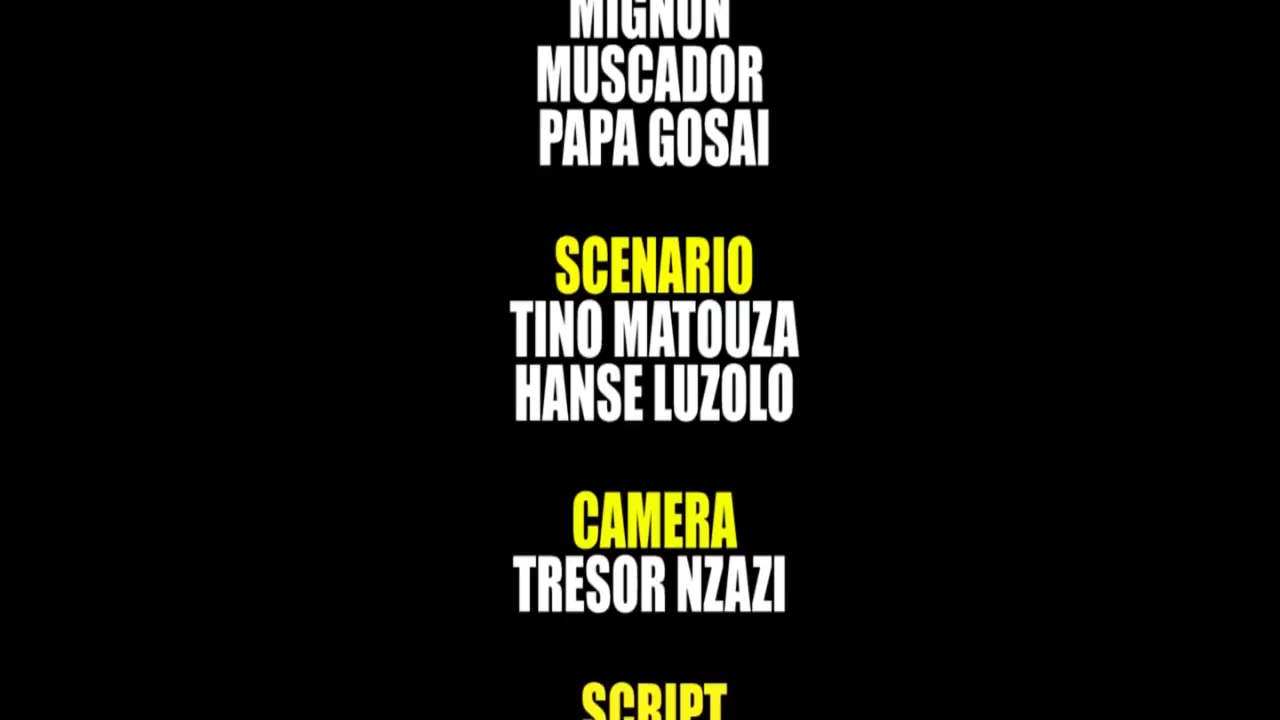 MIGNON
MUSCADOR
PAPA GOSAI
SCENARIO
TINO MATOUZA
HANSE LUZOLO
CAMERA
TRESOR NZAZI
SCRIPT